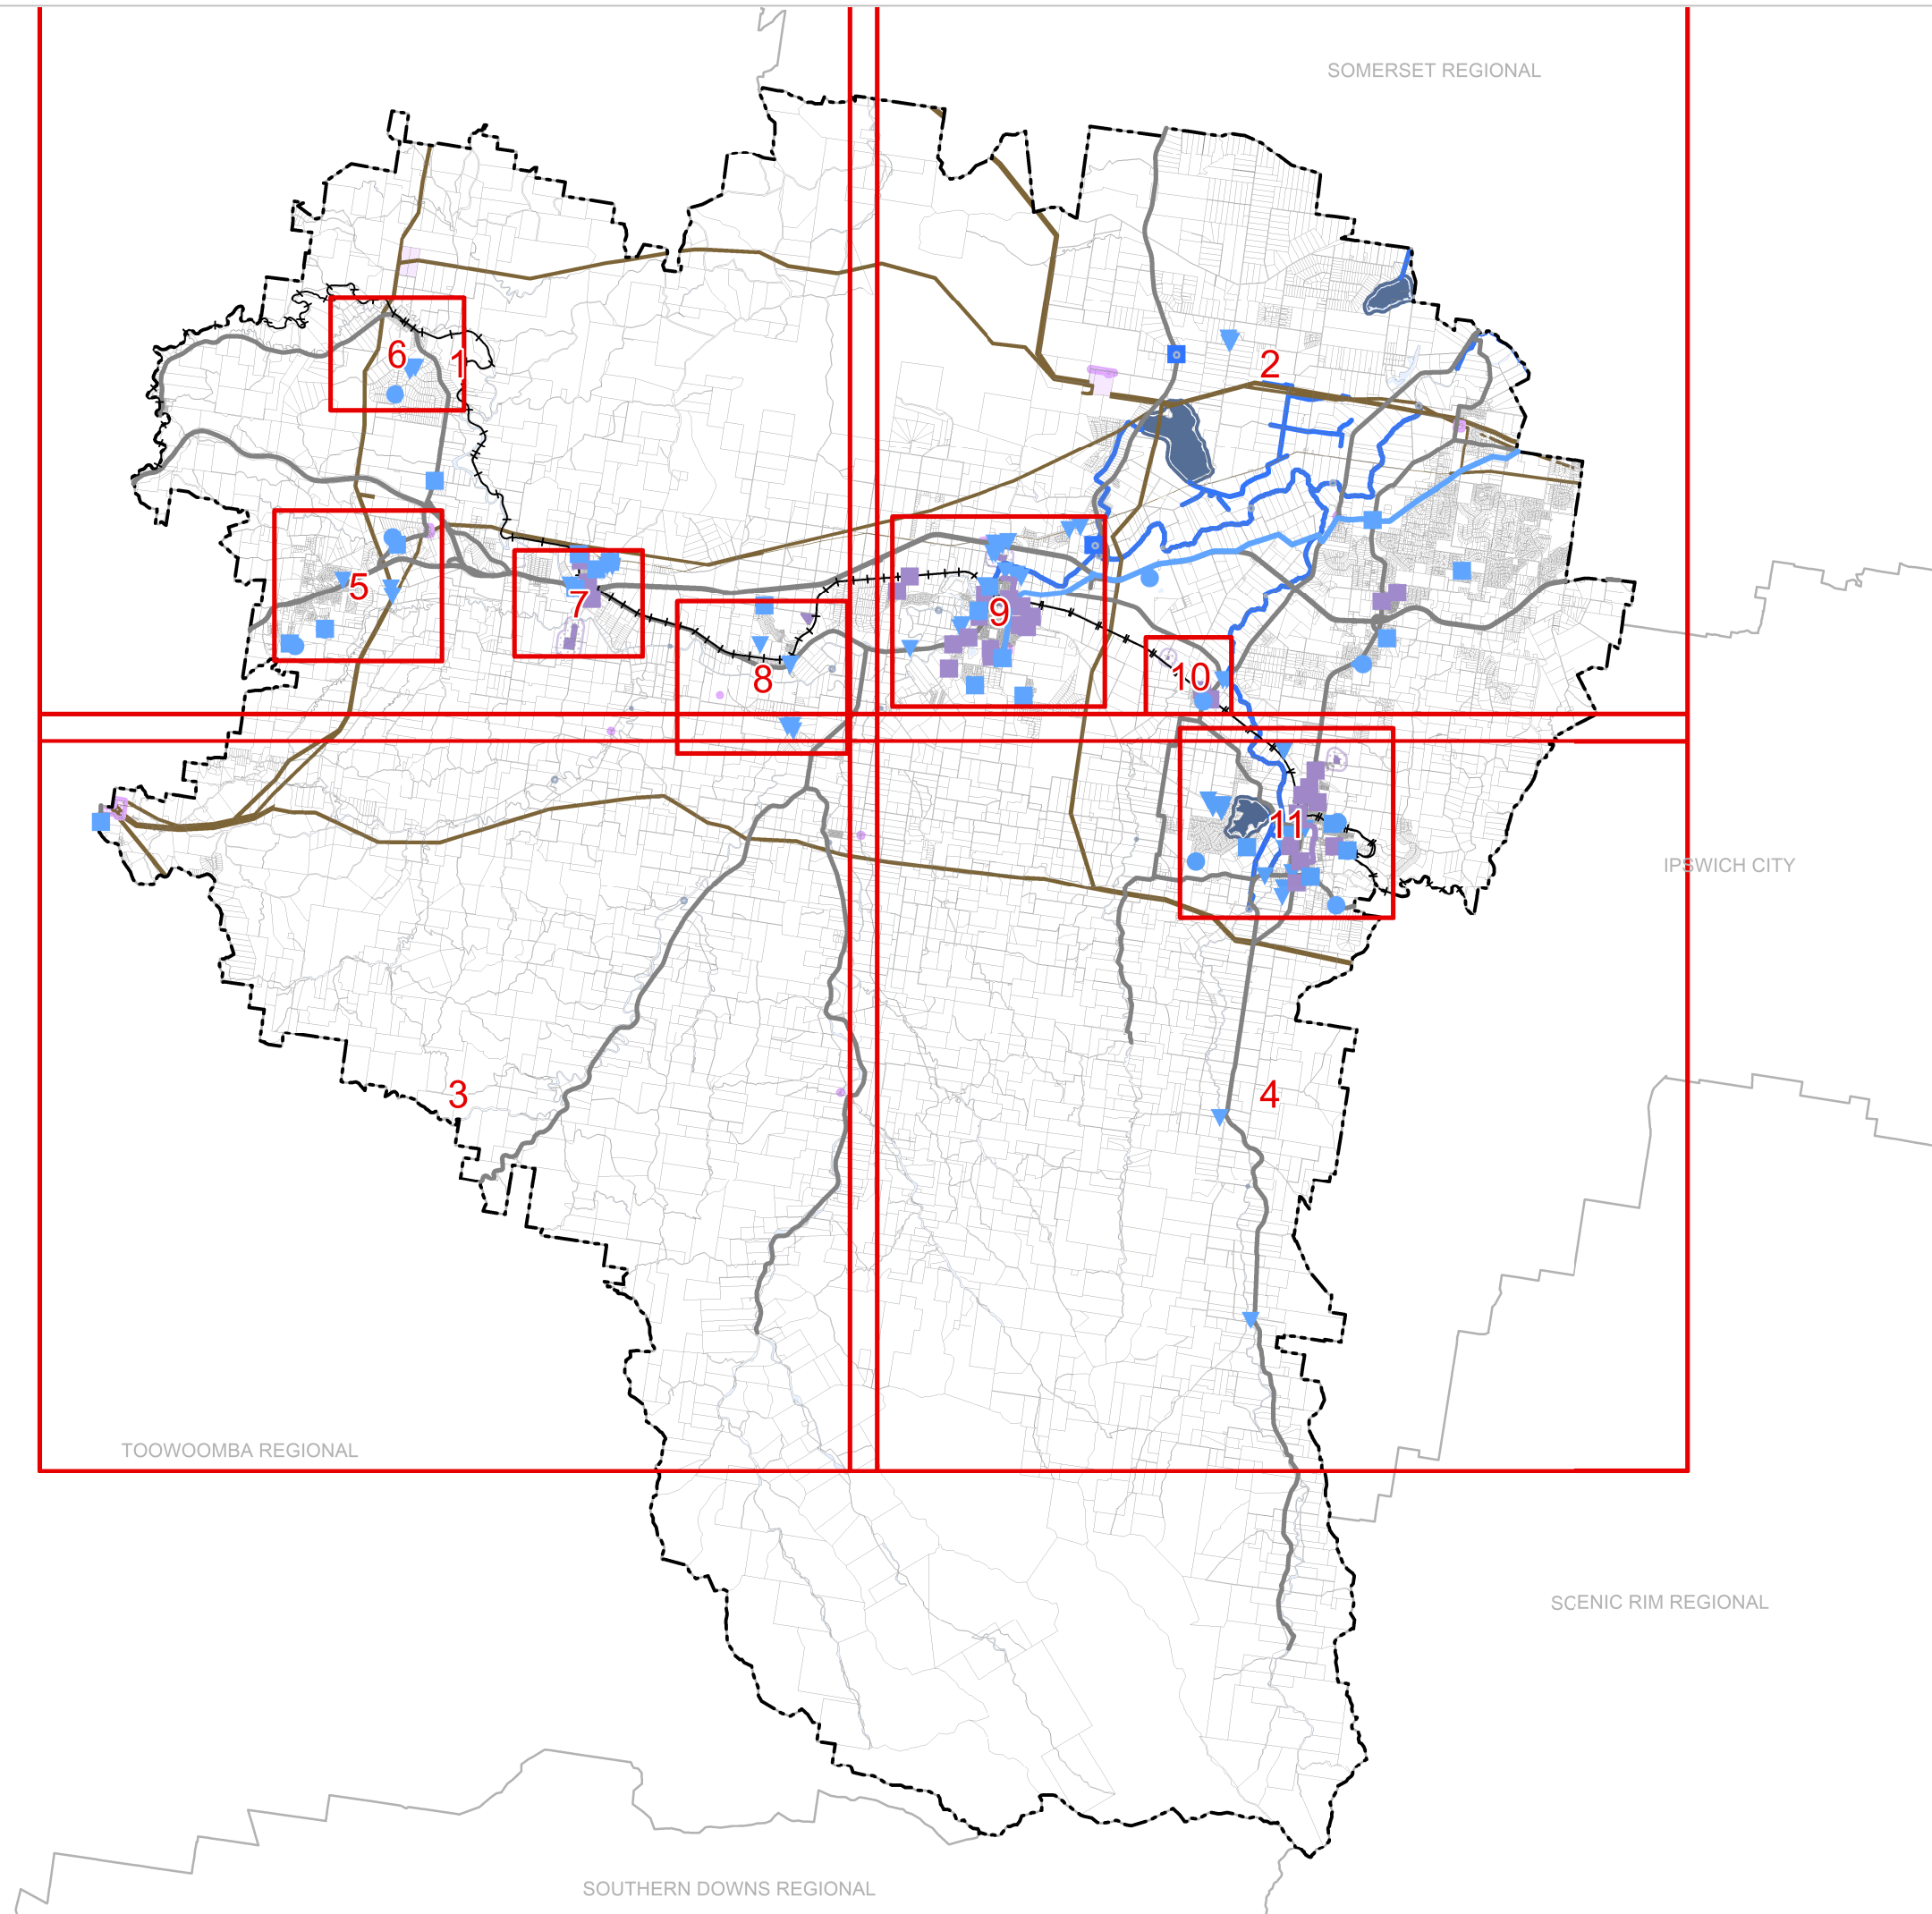 SOMERSET REGIONAL
6
1
2
5
7
9
8
10
11
IPSWICH CITY
3
4
TOOWOOMBA REGIONAL
SCENIC RIM REGIONAL
SOUTHERN DOWNS REGIONAL